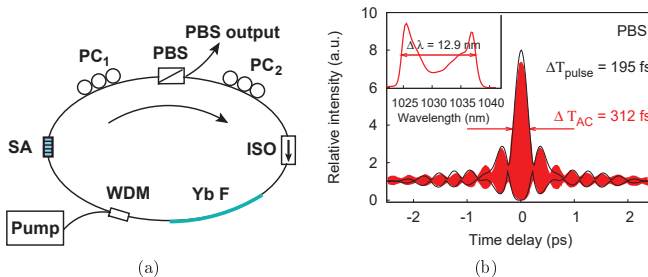 (a)
PC1
PBS
PBS output
PC2
SA
ISO
WDM
Yb F
Pump
(a)
(b)
PBS
Δ λ = 12.9 nm
1025 1030 1035 1040
Wavelength (nm)
ΔTpulse = 195 fs
Δ TAC = 312 fs
Relative intensity (a.u.)
10
8
6
4
2
0
-2 -1 0 1 2
Time delay (ps)
(b)